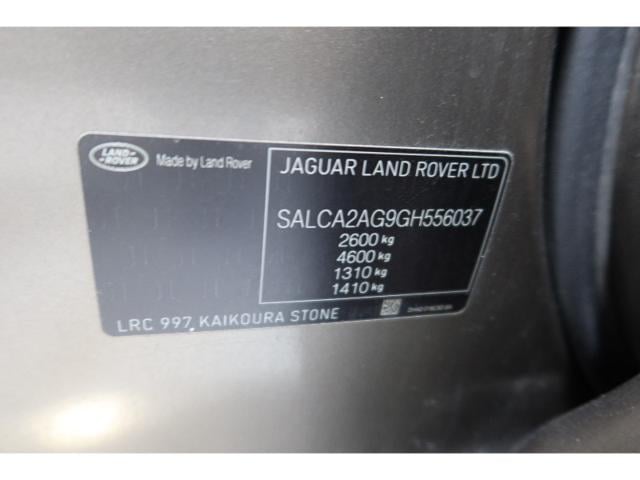 LAND-
-ROVER
Made by Land Rover
JAGUAR LAND ROVER LTD
SALCA2AG9GH556037
2600 kg
4600 kg
1310 kg
1410 kg
LRC 997 KAIKOURA STONE